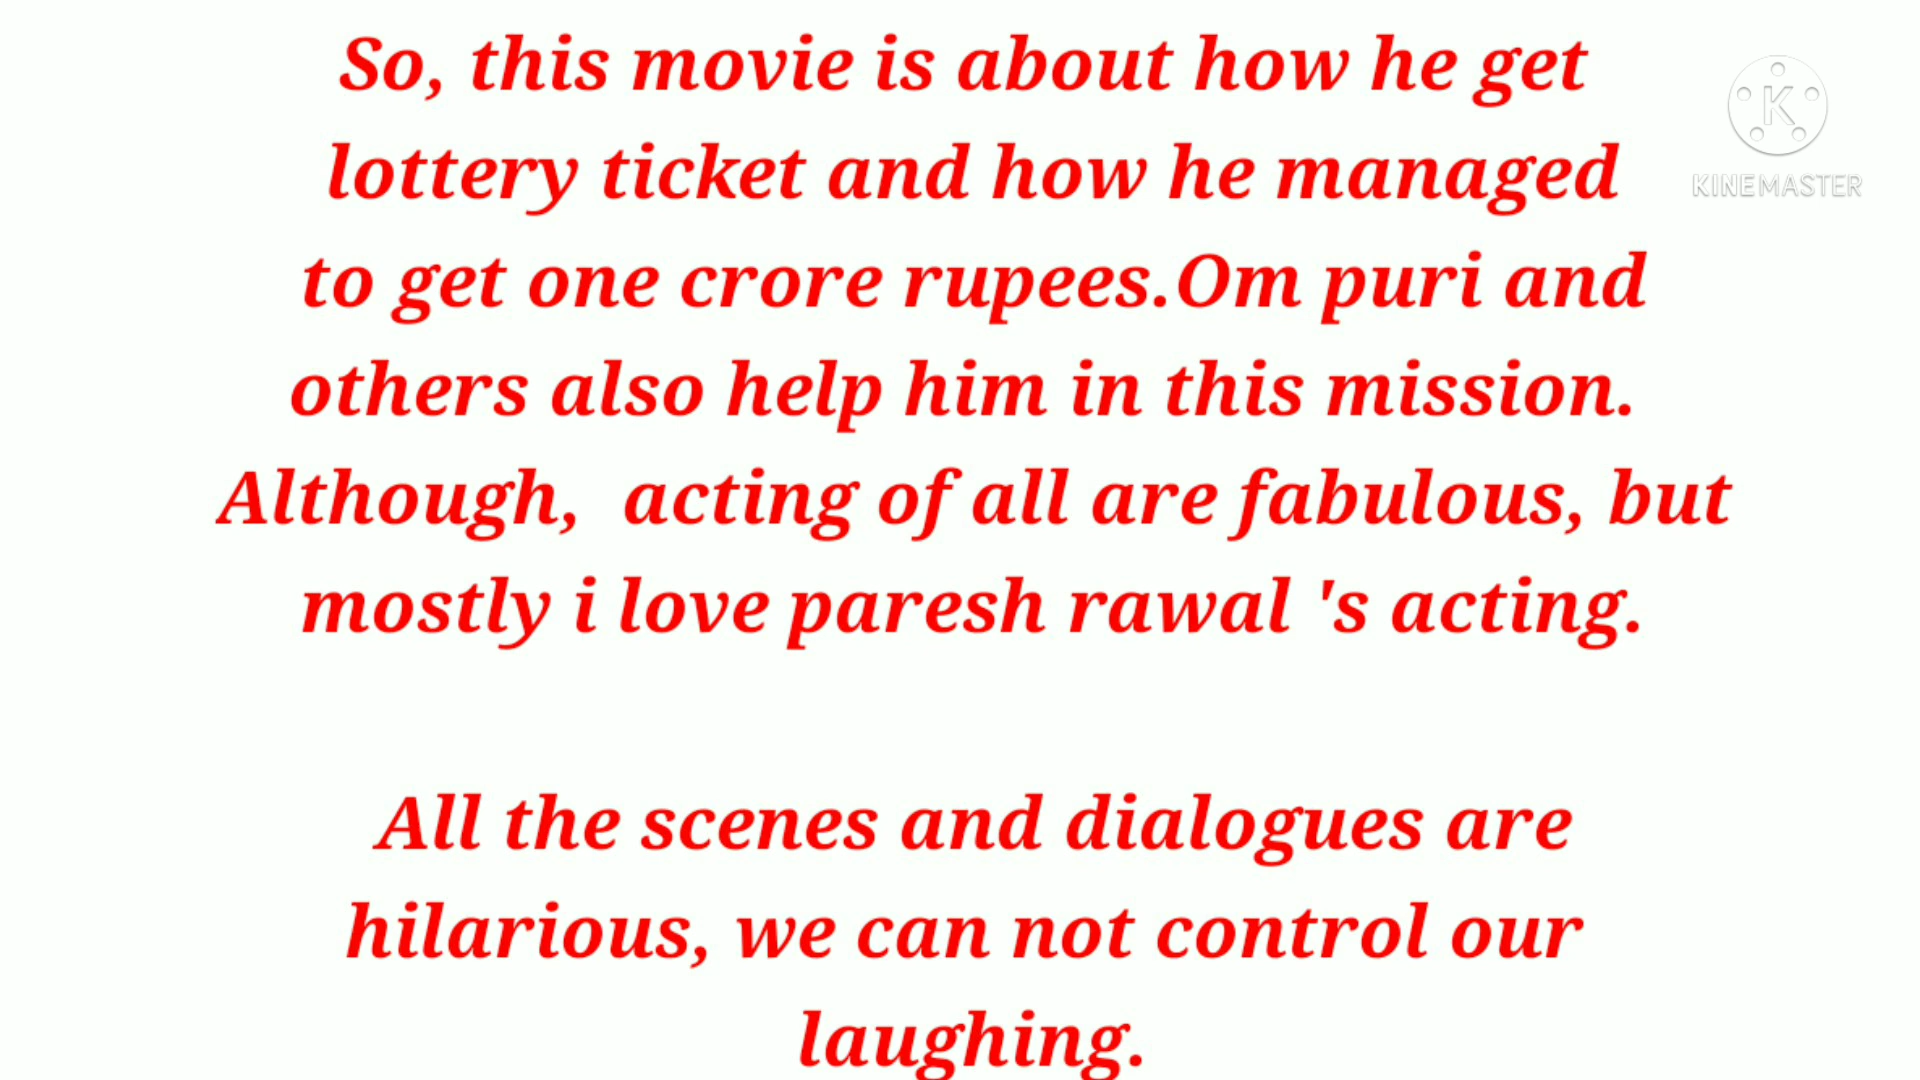 So, this movie is about how he get
lottery ticket and how he managed
to get one crore rupees.Om puri and
others also help him in this mission.
Although,  acting of all are fabulous, but
mostly i love paresh rawal 's acting.
All the scenes and dialogues are
hilarious, we can not control our
laughing.
K
KINEMASTER